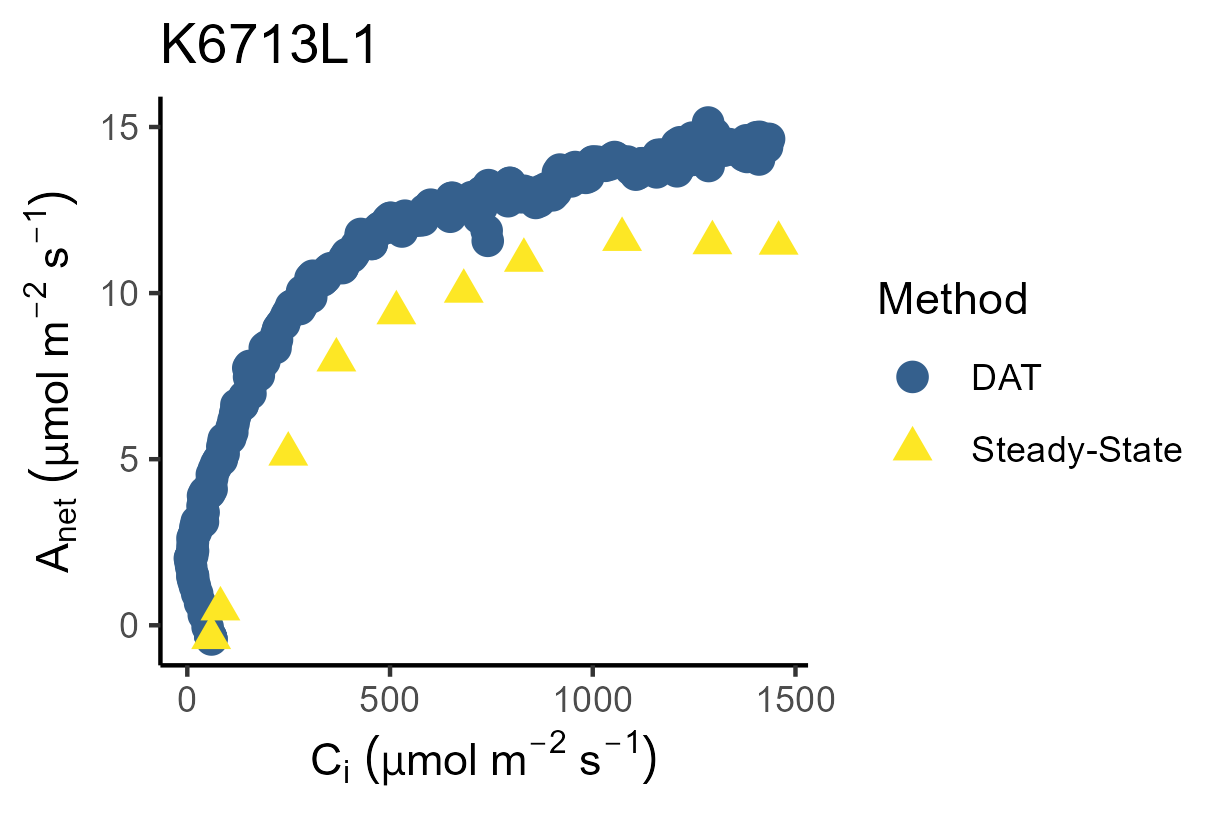 K6713L1
15
10
5
0
Anet (μmol m−2 s−1)
0 500 1000 1500
Ci (μmol m−2 s−1)
Method
DAT
Steady-State